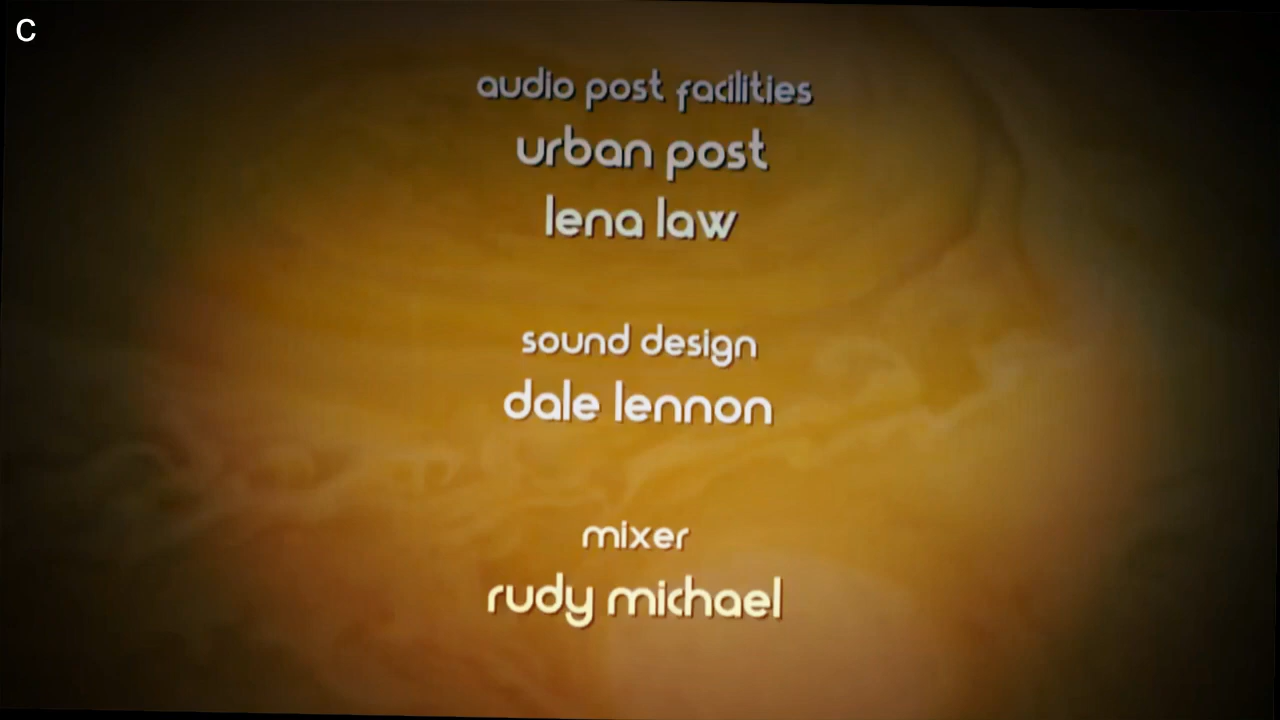 C
audio post facilities
urban post
lena law
sound design
dale lennon
mixer
rudy michael